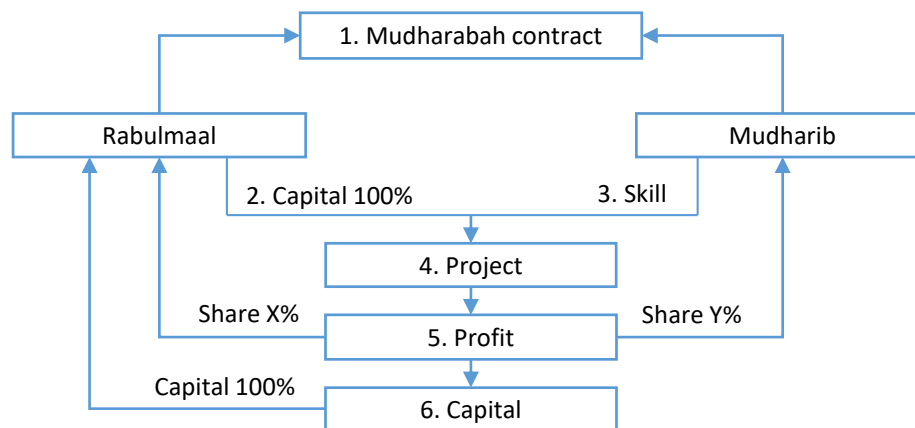 1. Mudharabah contract
Rabulmaal
Mudharib
2. Capital 100%
3. Skill
4. Project
Share X%
Share Y%
5. Profit
Capital 100%
6. Capital